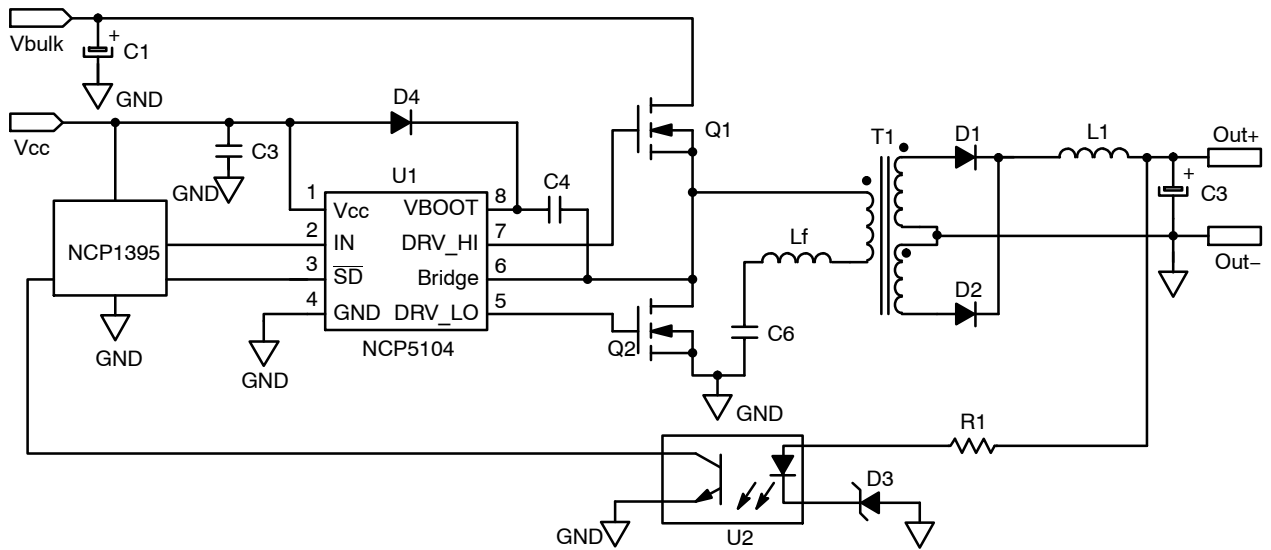 Vbulk
+
C1
GND
Vcc
D4
C3
GND
Q1
T1
D1
L1
Out+
+
C3
Out−
U1
C4
1
Vcc
VBOOT
8
2
IN
DRV_HI
7
3
SD
Bridge
6
4
GND
DRV_LO
5
NCP1395
Lf
D2
GND
GND
NCP5104
Q2
C6
GND
R1
D3
GND
U2